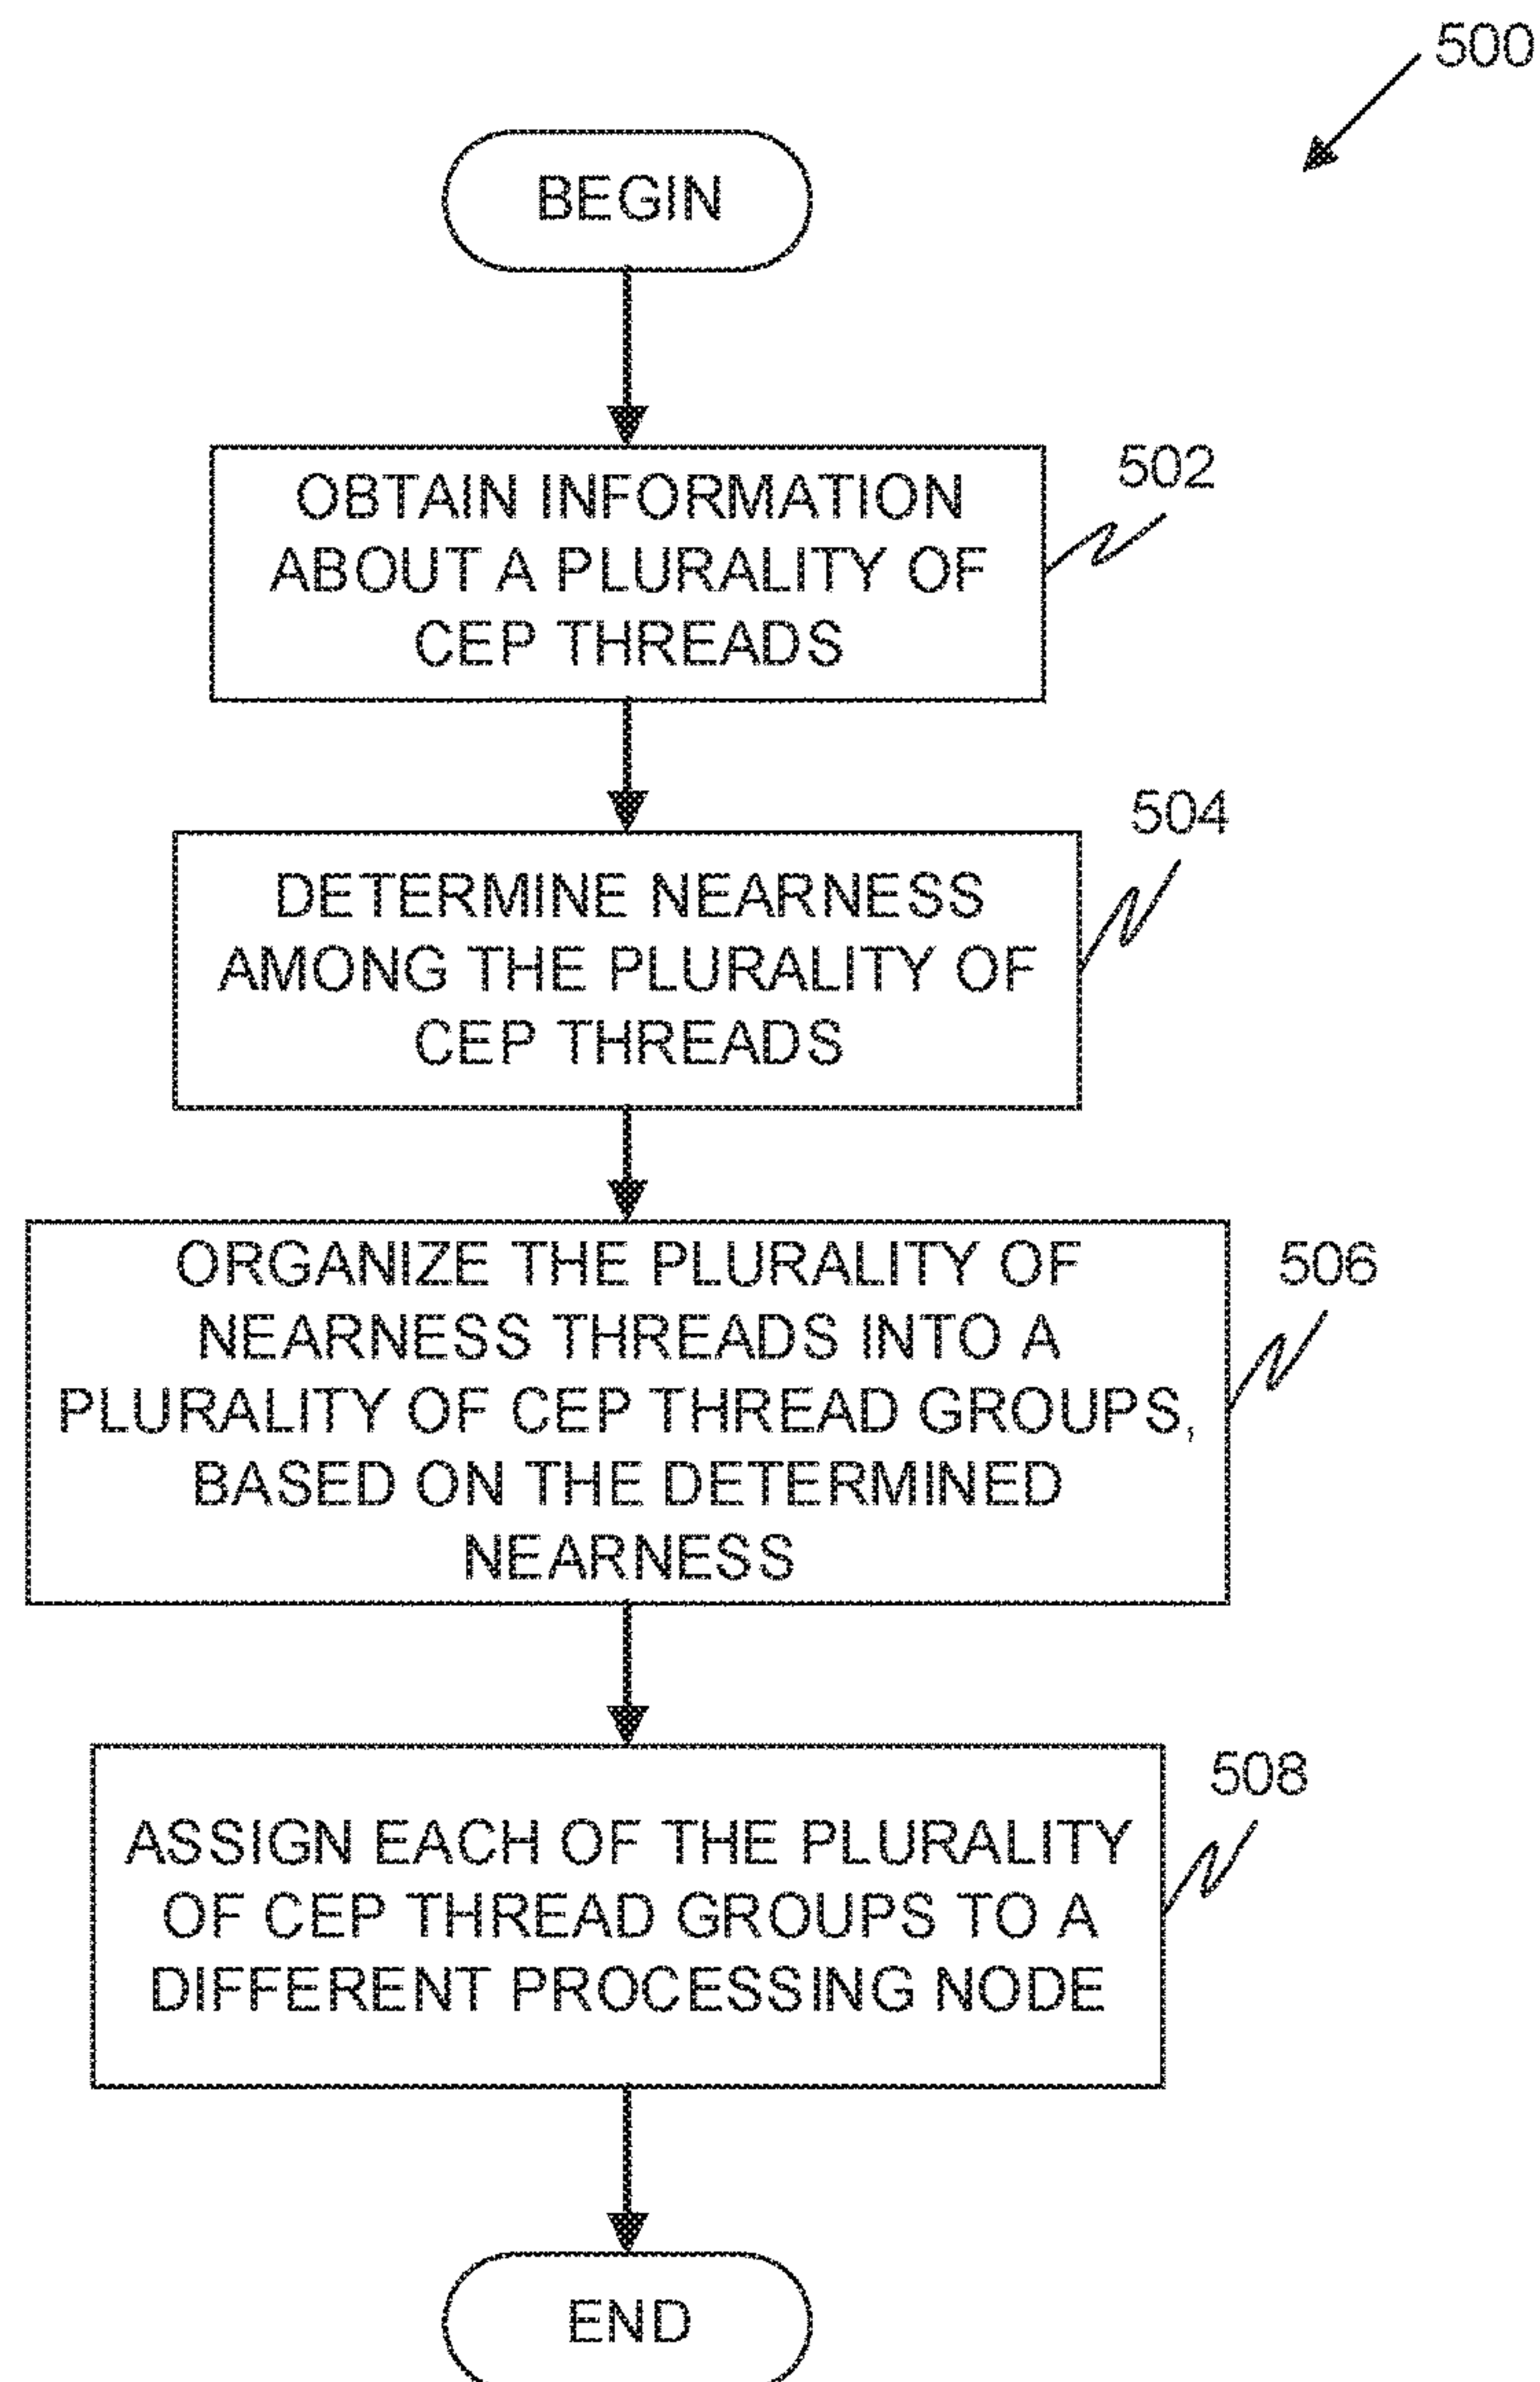 500
BEGIN
502
OBTAIN INFORMATION
ABOUT A PLURALITY OF
CEP THREADS
504
DETERMINE NEARNESS
AMONG THE PLURALITY OF
CEP THREADS
506
ORGANIZE THE PLURALITY OF
NEARNESS THREADS INTO A
PLURALITY OF CEP THREAD GROUPS,
BASED ON THE DETERMINED
NEARNESS
508
ASSIGN EACH OF THE PLURALITY
OF CEP THREAD GROUPS TO A
DIFFERENT PROCESSING NODE
END